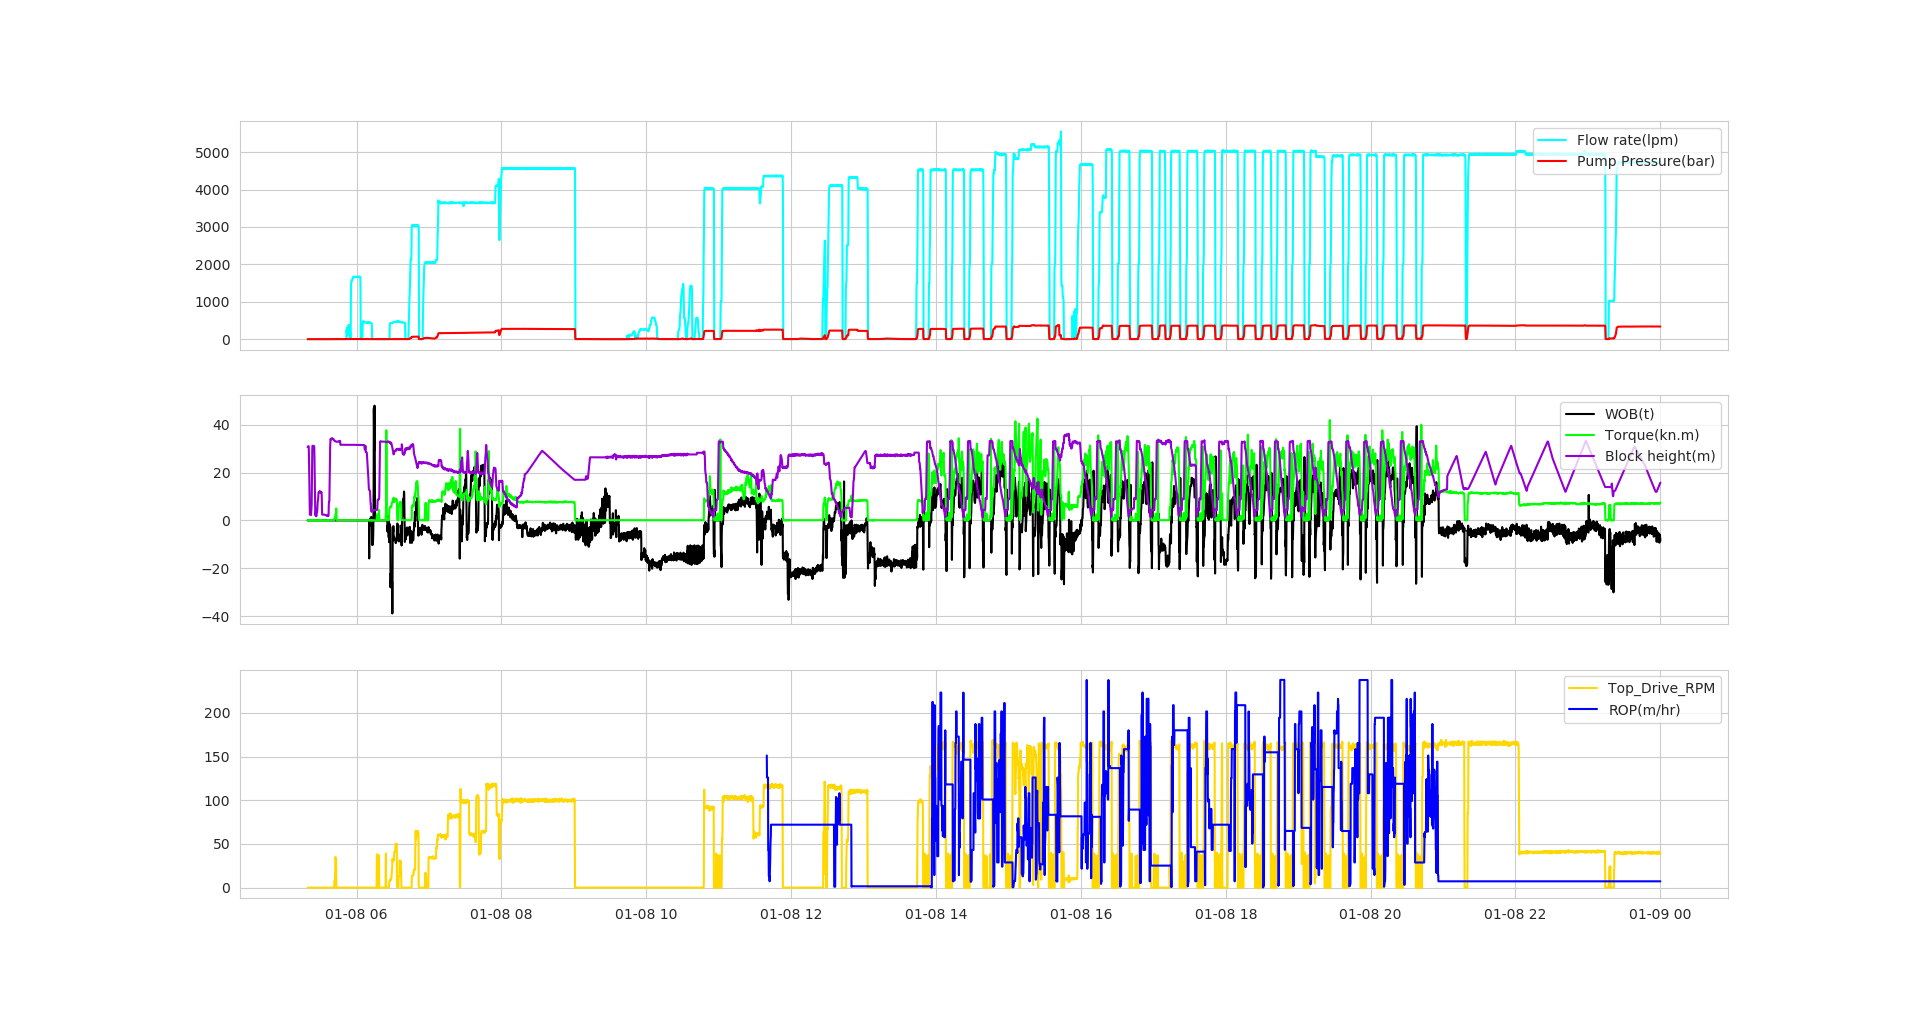 Flow rate(lpm)
Pump Pressure(bar)
5000
4000
3000
2000
1000
0
WOB(t)
Torque(kn.m)
Block height(m)
40
20
0
−20
−40
Top_Drive_RPM
ROP(m/hr)
200
150
100
50
0
01-08 06 01-08 08 01-08 10 01-08 12 01-08 14 01-08 16 01-08 18 01-08 20 01-08 22 01-09 00